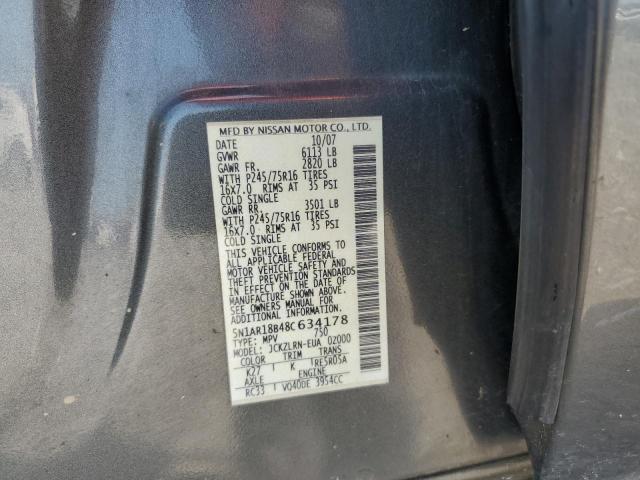 MFD BY NISSAN MOTOR CO., LTD.
DATE 10/07
GVWR 6113 LB
GAWR FR. 2820 LB
WITH P245/75R16 TIRES
16X7.0 RIMS AT 35 PSI
COLD SINGLE
GAWR RR. 3501 LB
WITH P245/75R16 TIRES
16X7.0 RIMS AT 35 PSI
COLD SINGLE
THIS VEHICLE CONFORMS TO
ALL APPLICABLE FEDERAL
MOTOR VEHICLE SAFETY AND
THEFT PREVENTION STANDARDS
IN EFFECT ON THE DATE OF
MANUFACTURE SHOWN ABOVE.
SEE OWNERS MANUAL FOR
ADDITIONAL INFORMATION
5N1AR18B48C634178
TYPE: MPV 750
MODEL: JCKZLRN-EUA 0Z000
COLOR TRIM TRANS
K27 K RE5R05A
AXLE ENGINE
RC33 VQ40DE 3954CC